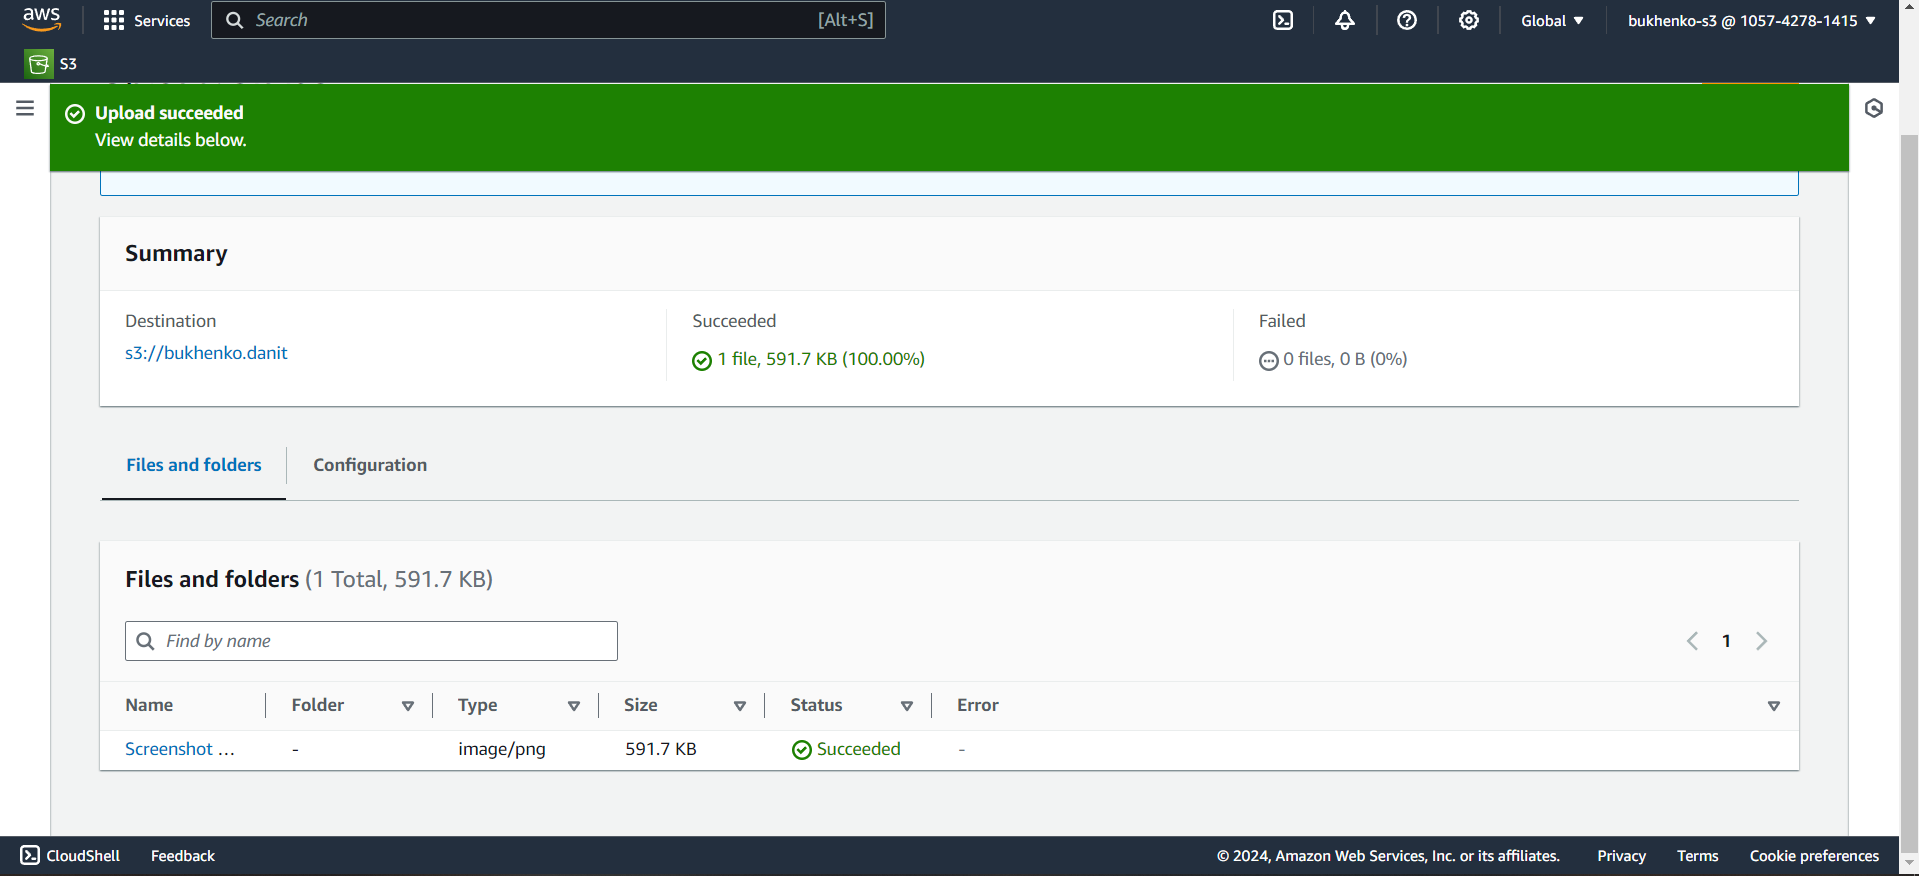 aws
Services
Search
[Alt+S]
Global
bukhenko-s3 @ 1057-4278-1415
S3
Upload succeeded
View details below.
Summary
Destination
s3://bukhenko.danit
Succeeded
1 file, 591.7 KB (100.00%)
Failed
0 files, 0 B (0%)
Files and folders
Configuration
Files and folders (1 Total, 591.7 KB)
Find by name
1
Name
Folder
Type
Size
Status
Error
Screenshot ...
-
image/png
591.7 KB
Succeeded
-
CloudShell
Feedback
© 2024, Amazon Web Services, Inc. or its affiliates.
Privacy
Terms
Cookie preferences